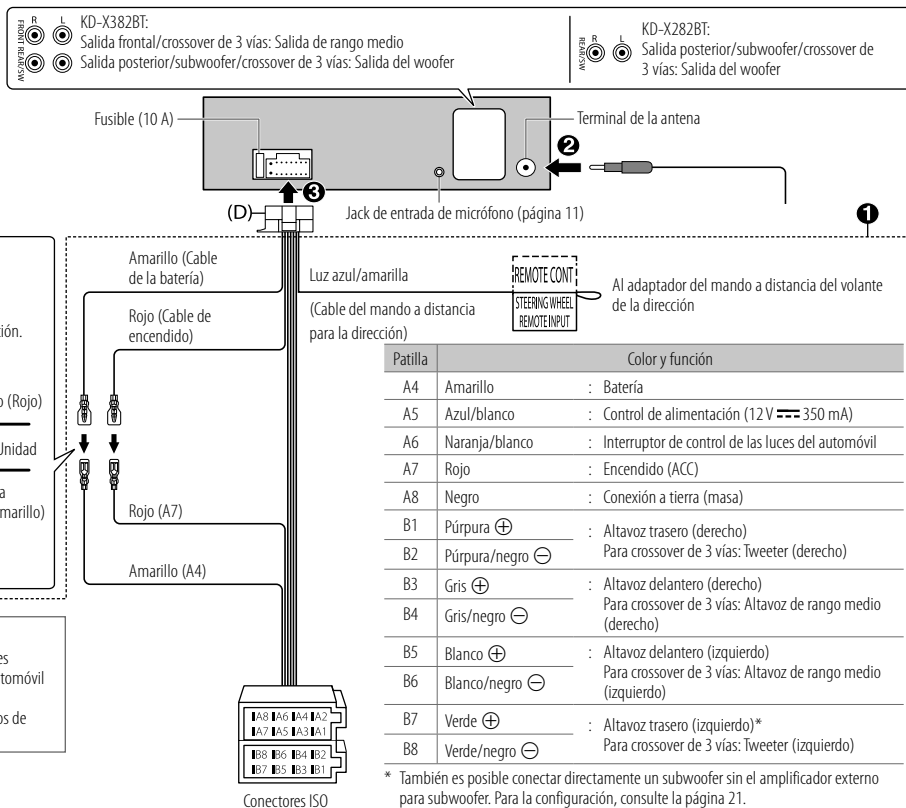 R L
FRONT REAR/SW
KD-X382BT:
Salida frontal/crossover de 3 vías: Salida de rango medio
Salida posterior/subwoofer/crossover de 3 vías: Salida del woofer
R L
REAR/SW
KD-X282BT:
Salida posterior/subwoofer/crossover de
3 vías: Salida del woofer
Fusible (10 A)
Terminal de la antena
2
3
(D)
Jack de entrada de micrófono (página 11)
1
Amarillo (Cable
de la batería)
Rojo (Cable de
encendido)
Luz azul/amarilla
(Cable del mando a distancia
para la dirección)
REMOTE CONT
STEERING WHEEL
REMOTE INPUT
Al adaptador del mando a distancia del volante
de la dirección
ción.
o (Rojo)
Unidad
a
marillo)
Rojo (A7)
Amarillo (A4)
es
tomóvil
os de
A8 A6 A4 A2
A7 A5 A3 A1
B8 B6 B4 B2
B7 B5 B3 B1
Conectores ISO
Patilla Color y función
A4 Amarillo : Batería
A5 Azul/blanco : Control de alimentación (12 V ⎓ 350 mA)
A6 Naranja/blanco : Interruptor de control de las luces del automóvil
A7 Rojo : Encendido (ACC)
A8 Negro : Conexión a tierra (masa)
B1 Púrpura ⊕ : Altavoz trasero (derecho)
B2 Púrpura/negro ⊖ Para crossover de 3 vías: Tweeter (derecho)
B3 Gris ⊕ : Altavoz delantero (derecho)
B4 Gris/negro ⊖ Para crossover de 3 vías: Altavoz de rango medio
(derecho)
B5 Blanco ⊕ : Altavoz delantero (izquierdo)
B6 Blanco/negro ⊖ Para crossover de 3 vías: Altavoz de rango medio
(izquierdo)
B7 Verde ⊕ : Altavoz trasero (izquierdo)*
B8 Verde/negro ⊖ Para crossover de 3 vías: Tweeter (izquierdo)
* También es posible conectar directamente un subwoofer sin el amplificador externo
para subwoofer. Para la configuración, consulte la página 21.